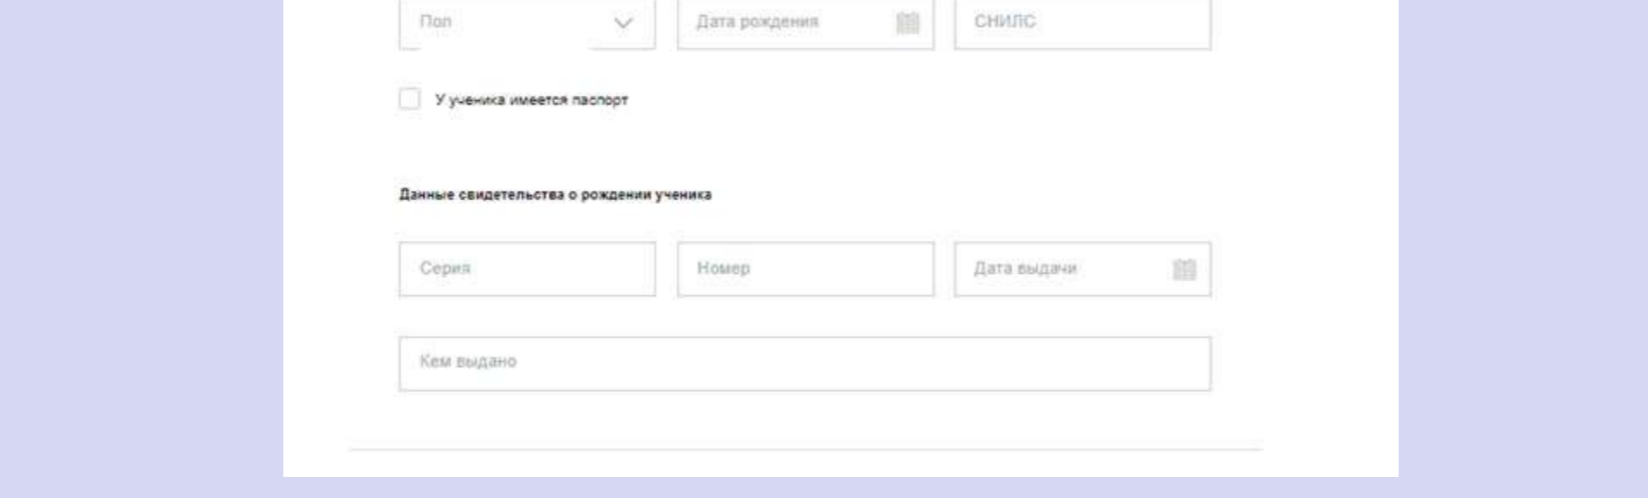 Пол Дата рождения СНИЛС
У ученика имеется паспорт
Данные свидетельства о рождении ученика
Серия Номер Дата выдачи
Кем выдано